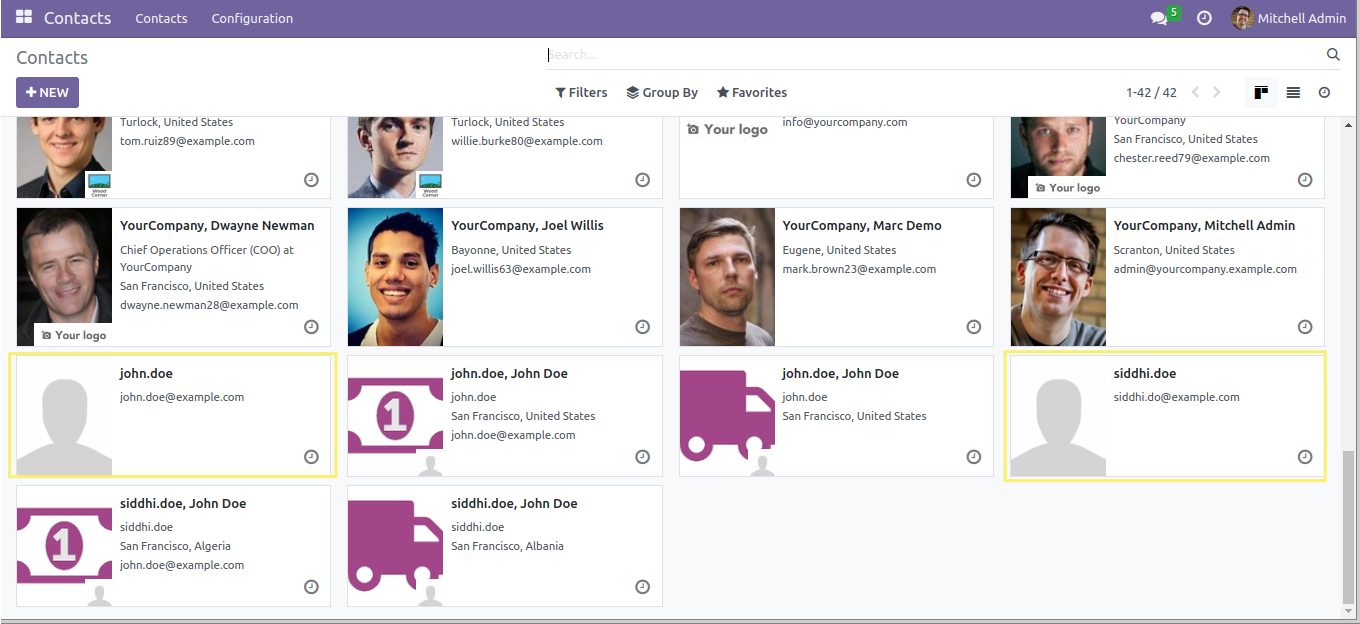 Contacts Contacts Configuration 5 Mitchell Admin
Contacts Search...
NEW Filters Group By Favorites 1-42 / 42
Turlock, United States
tom.ruiz89@example.com
Wood Corner
Turlock, United States
willie.burke80@example.com
Wood Corner
Your logo
info@yourcompany.com
YourCompany
San Francisco, United States
chester.reed79@example.com
Your logo
YourCompany, Dwayne Newman
Chief Operations Officer (COO) at
YourCompany
San Francisco, United States
dwayne.newman28@example.com
Your logo
YourCompany, Joel Willis
Bayonne, United States
joel.willis63@example.com
YourCompany, Marc Demo
Eugene, United States
mark.brown23@example.com
YourCompany, Mitchell Admin
Scranton, United States
admin@yourcompany.example.com
john.doe
john.doe@example.com
1
john.doe, John Doe
john.doe
San Francisco, United States
john.doe@example.com
john.doe, John Doe
john.doe
San Francisco, United States
siddhi.doe
siddhi.do@example.com
1
siddhi.doe, John Doe
siddhi.doe
San Francisco, Algeria
john.doe@example.com
siddhi.doe, John Doe
siddhi.doe
San Francisco, Albania